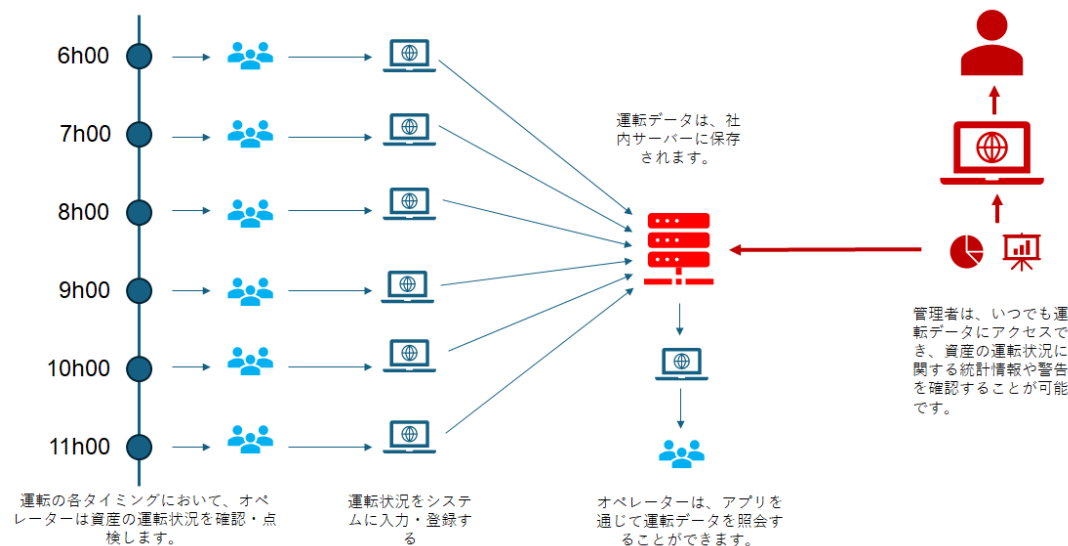 6h00
7h00
8h00
9h00
10h00
11h00
運転の各タイミングにおいて、オペ
レーターは資産の運転状況を確認・点
検します。
運転状況をシステ
ムに入力・登録す
る
運転データは、社
内サーバーに保存
されます。
オペレーターは、アプリを
通じて運転データを照会す
ることができます。
管理者は、いつでも運
転データにアクセスで
き、資産の運転状況に
関する統計情報や警告
を確認することが可能
です。